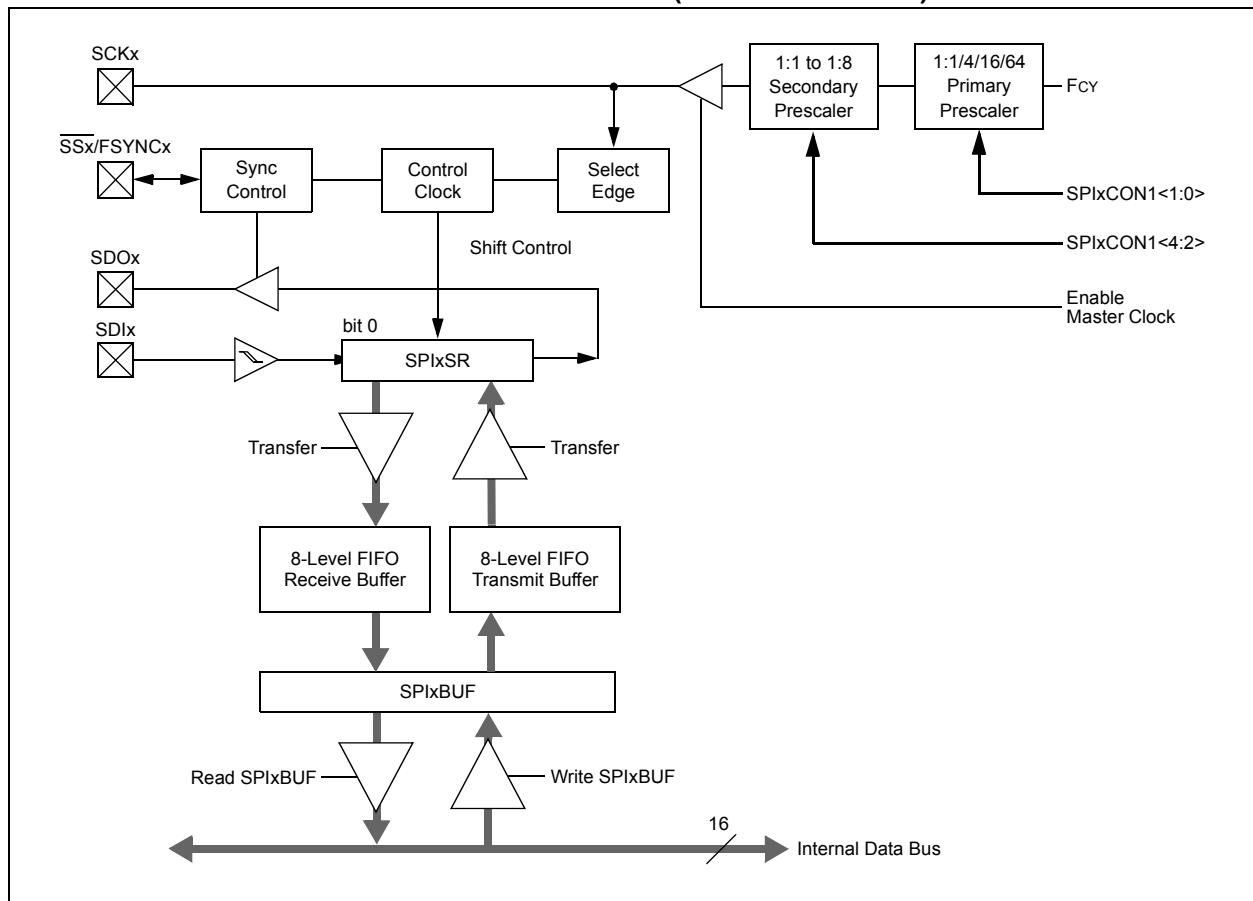 SCKx
1:1 to 1:8
Secondary
Prescaler
1:1/4/16/64
Primary
Prescaler
FCY
SSx/FSYNCx
Sync
Control
Control
Clock
Select
Edge
SPIxCON1<1:0>
SPIxCON1<4:2>
Shift Control
SDOx
Enable
Master Clock
SDIx
bit 0
SPIxSR
Transfer
Transfer
8-Level FIFO
Receive Buffer
8-Level FIFO
Transmit Buffer
SPIxBUF
Read SPIxBUF
Write SPIxBUF
16
Internal Data Bus